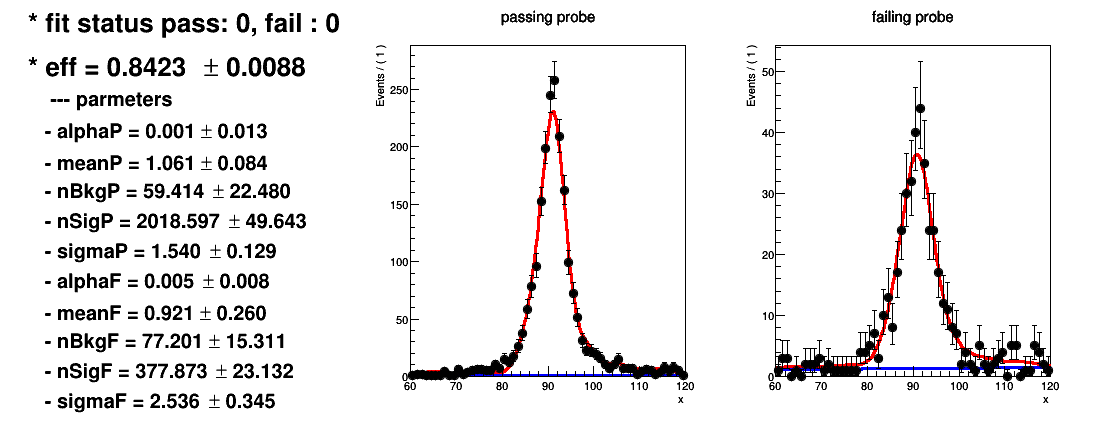 * fit status pass: 0, fail : 0
* eff = 0.8423 ± 0.0088
--- parmeters
- alphaP = 0.001 ± 0.013
- meanP = 1.061 ± 0.084
- nBkgP = 59.414 ± 22.480
- nSigP = 2018.597 ± 49.643
- sigmaP = 1.540 ± 0.129
- alphaF = 0.005 ± 0.008
- meanF = 0.921 ± 0.260
- nBkgF = 77.201 ± 15.311
- nSigF = 377.873 ± 23.132
- sigmaF = 2.536 ± 0.345
passing probe
Events / ( 1 )
250
200
150
100
50
0
60 70 80 90 100 110 120
x
failing probe
Events / ( 1 )
50
40
30
20
10
0
60 70 80 90 100 110 120
x